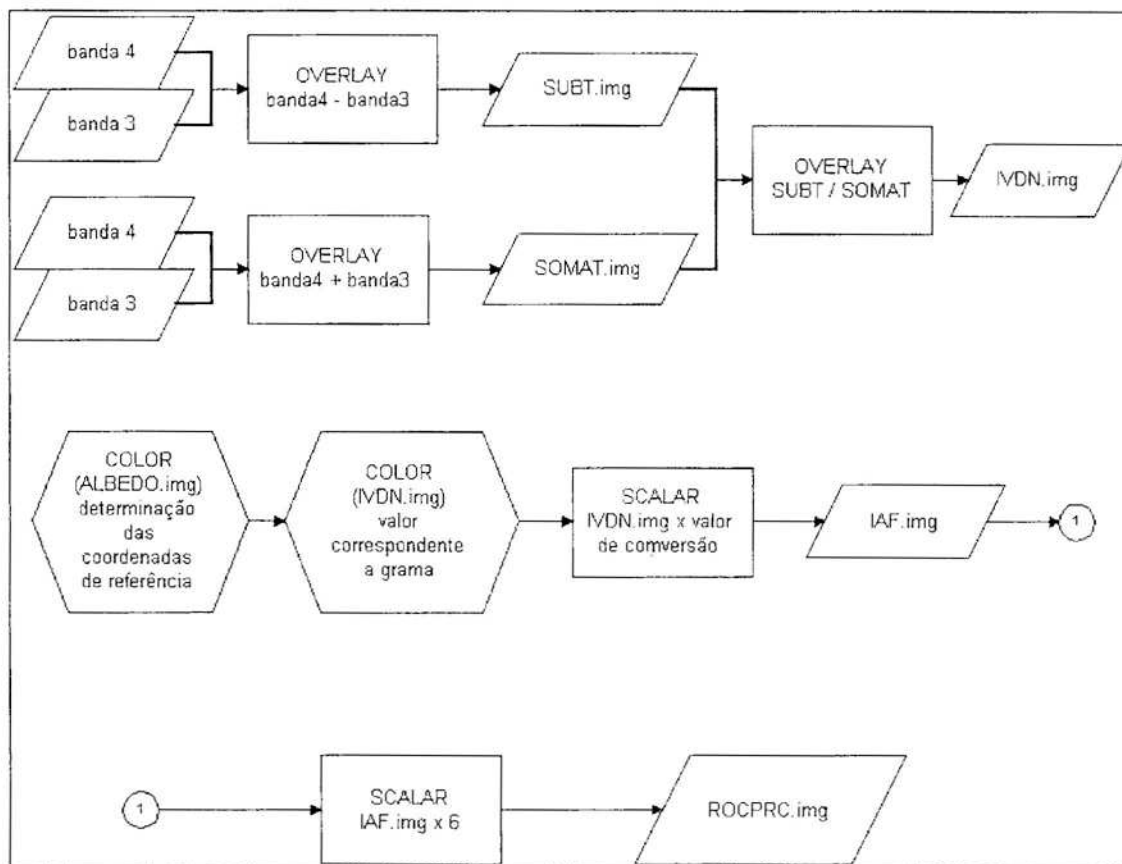 banda 4
banda 3
OVERLAY
banda4 - banda3
SUBT.img
banda 4
banda 3
OVERLAY
banda4 + banda3
SOMAT.img
OVERLAY
SUBT / SOMAT
IVDN.img
COLOR
(ALBEDO.img)
determinação
das
coordenadas
de referência
COLOR
(IVDN.img)
valor
correspondente
a grama
SCALAR
IVDN.img x valor
de comversão
IAF.img
1
1
SCALAR
IAF.img x 6
ROCPRC.img